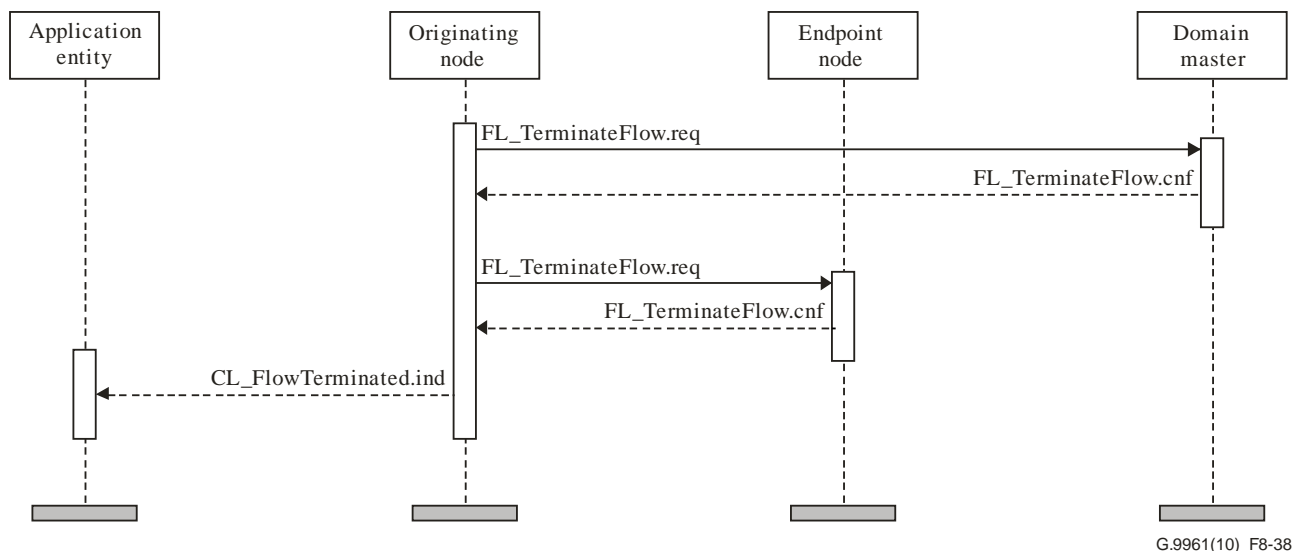 Application
entity
Originating
node
Endpoint
node
Domain
master
FL_TerminateFlow.req
FL_TerminateFlow.cnf
FL_TerminateFlow.req
FL_TerminateFlow.cnf
CL_FlowTerminated.ind
G.9961(10)_F8-38